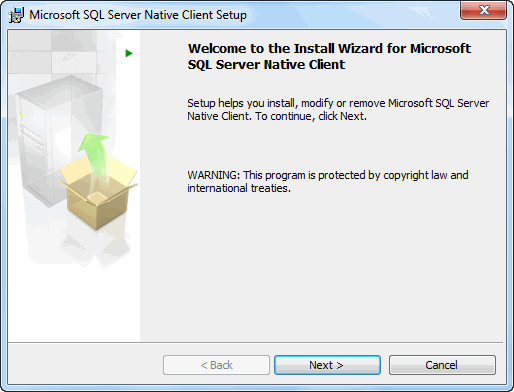 Microsoft SQL Server Native Client Setup
Welcome to the Install Wizard for Microsoft
SQL Server Native Client
Setup helps you install, modify or remove Microsoft SQL Server
Native Client. To continue, click Next.
WARNING: This program is protected by copyright law and
international treaties.
< Back
Next >
Cancel